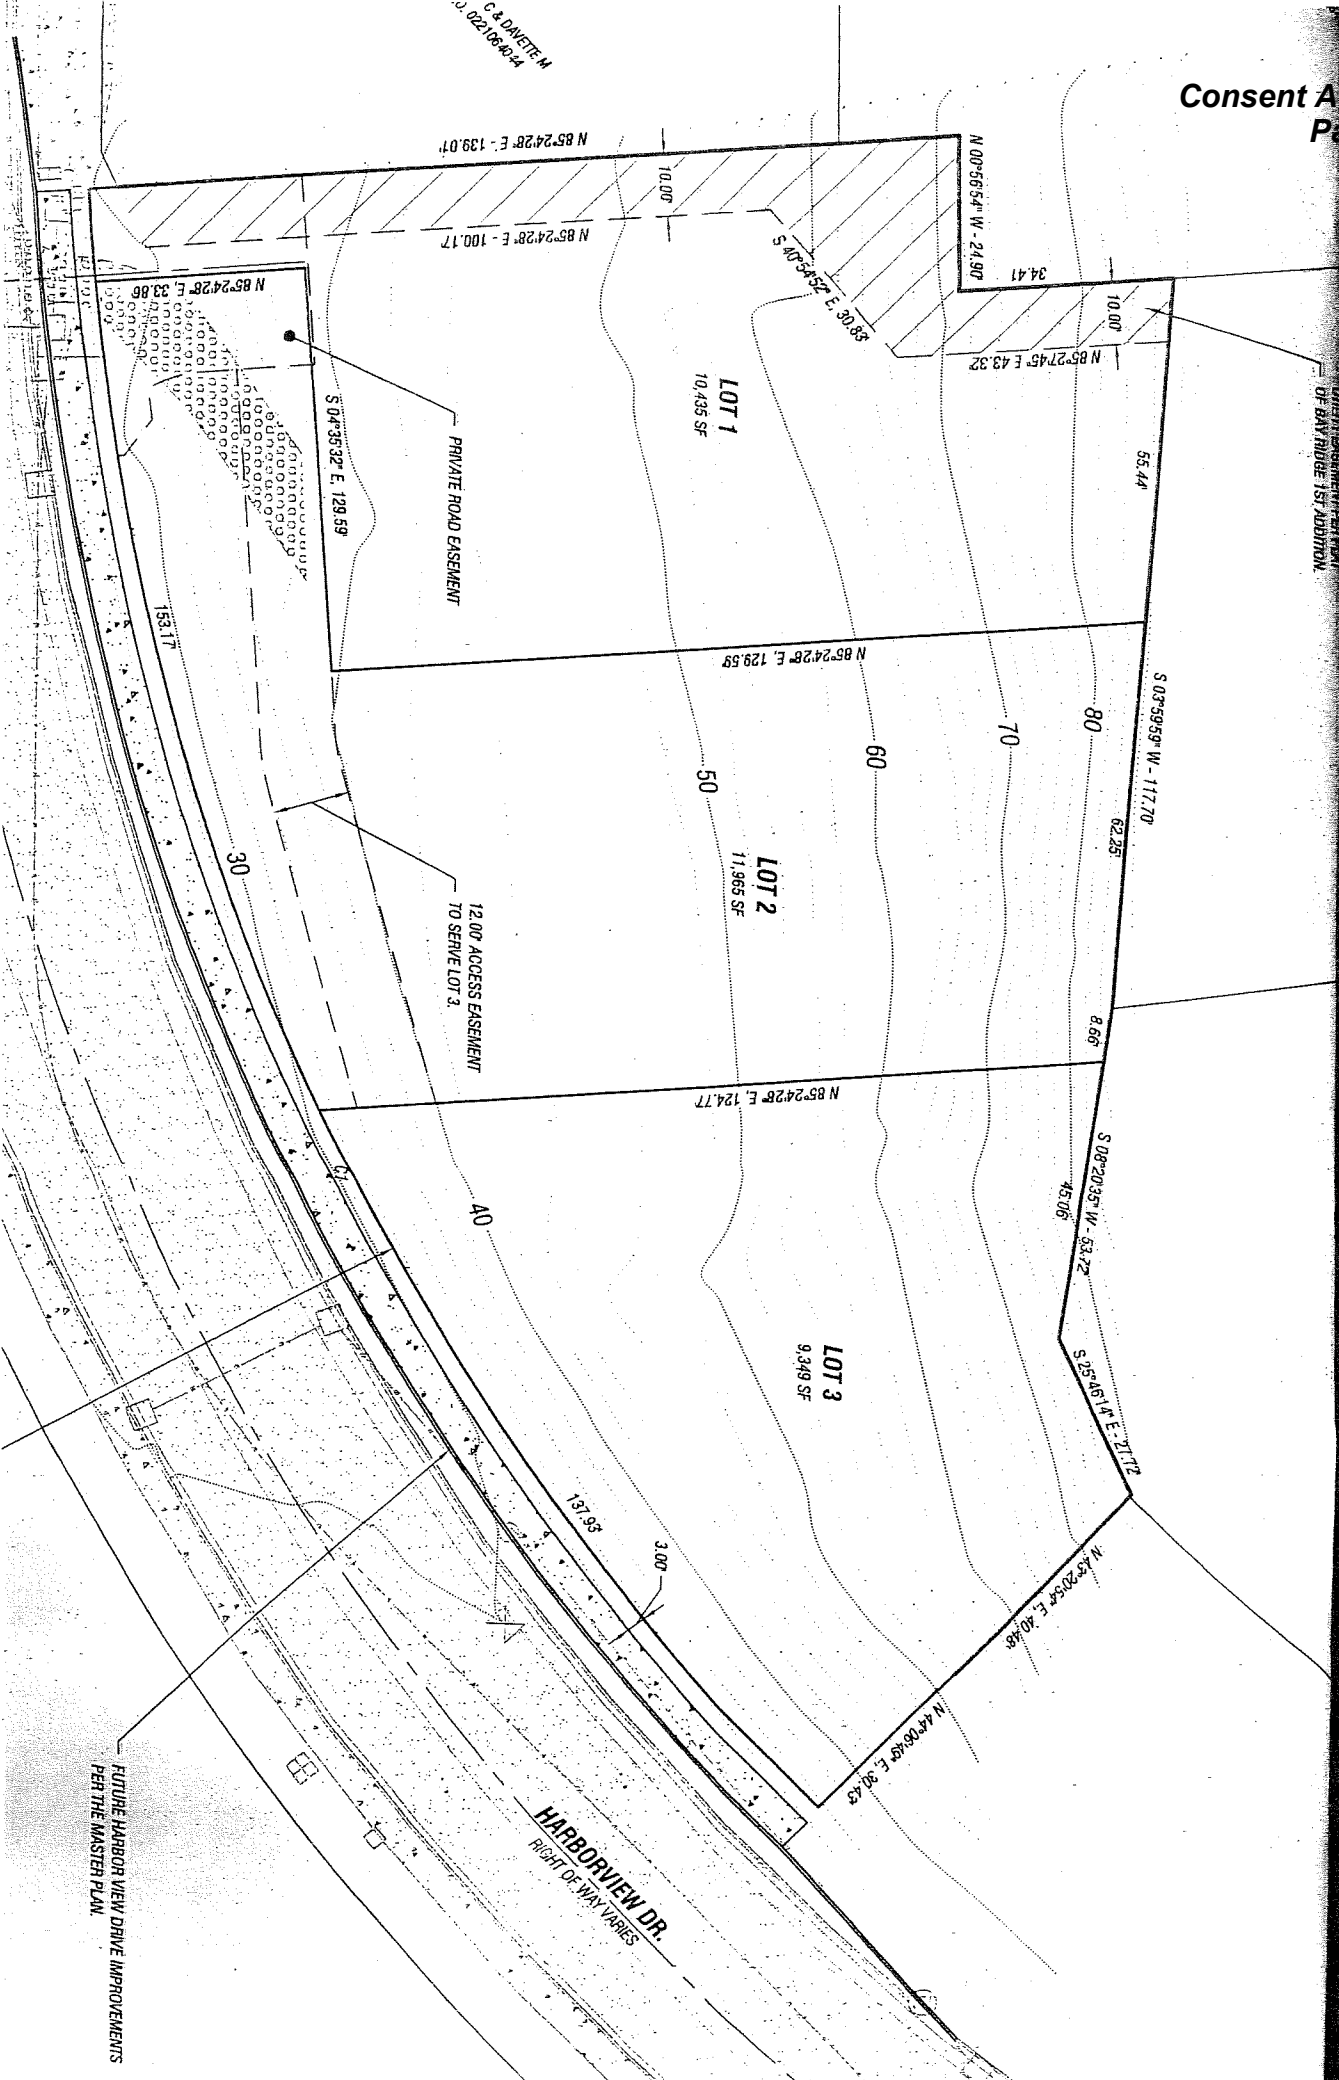 C & DAVETTE M
O. 0221064044
Consent A
N 85°24'28" E - 139.01'
10.00'
N 00°56'54" W - 24.90'
N 85°24'28" E - 100.17'
S 40°54'52" E, 30.83'
34.41
10.00'
N 85°27'45" E 43.32'
OF BAY RIDGE 1ST ADDITION.
N 85°24'28" E, 33.86'
LOT 1
10,435 SF
55.44'
S 04°35'32" E, 129.59'
PRIVATE ROAD EASEMENT
153.17'
N 85°24'28" E, 129.59'
S 03°59'59" W - 117.70'
80
70
60
50
62.25'
30
LOT 2
11,965 SF
12.00' ACCESS EASEMENT
TO SERVE LOT 3.
8.66'
N 85°24'28" E, 124.77'
S 08°20'35" W - 53.72'
45.06'
C1
40
LOT 3
9,349 SF
S 25°46'14" E - 27.72'
137.93'
3.00'
N 43°20'54" E, 40.48'
N 44°06'49" E, 30.43'
HARBORVIEW DR.
RIGHT OF WAY VARIES
FUTURE HARBOR VIEW DRIVE IMPROVEMENTS
PER THE MASTER PLAN.